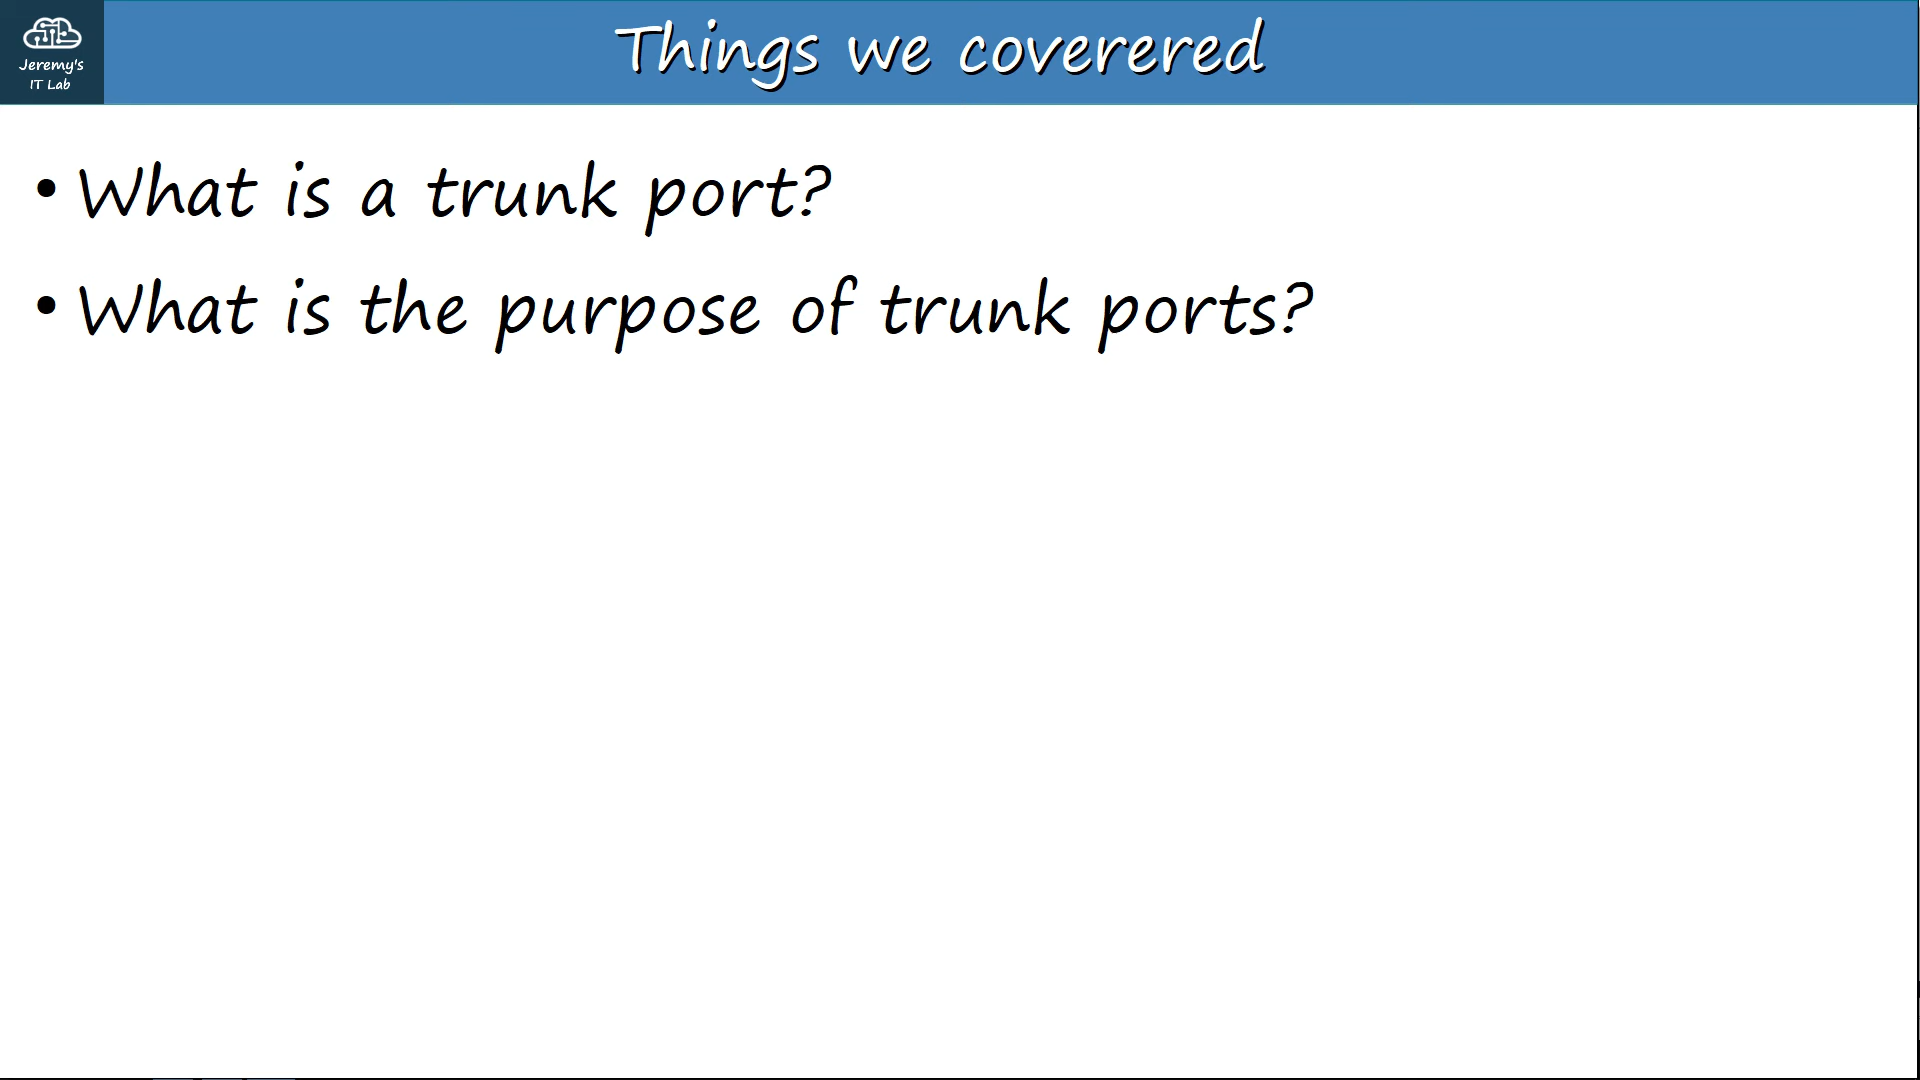 Jeremy's
IT Lab
Things we coverered
• What is a trunk port?
• What is the purpose of trunk ports?